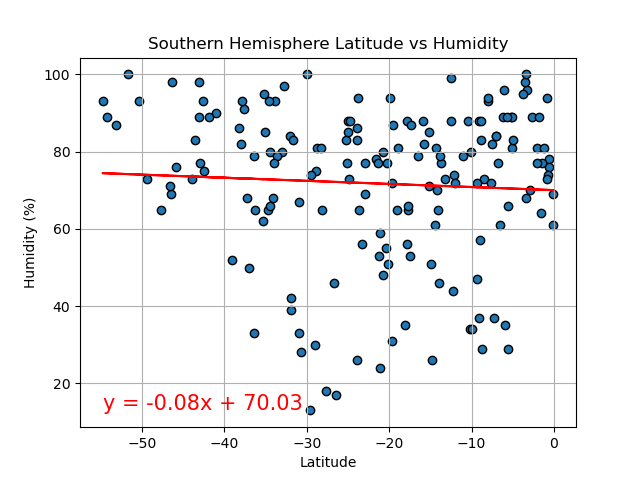 Southern Hemisphere Latitude vs Humidity
100
80
60
40
20
Humidity (%)
y = -0.08x + 70.03
−50 −40 −30 −20 −10 0
Latitude